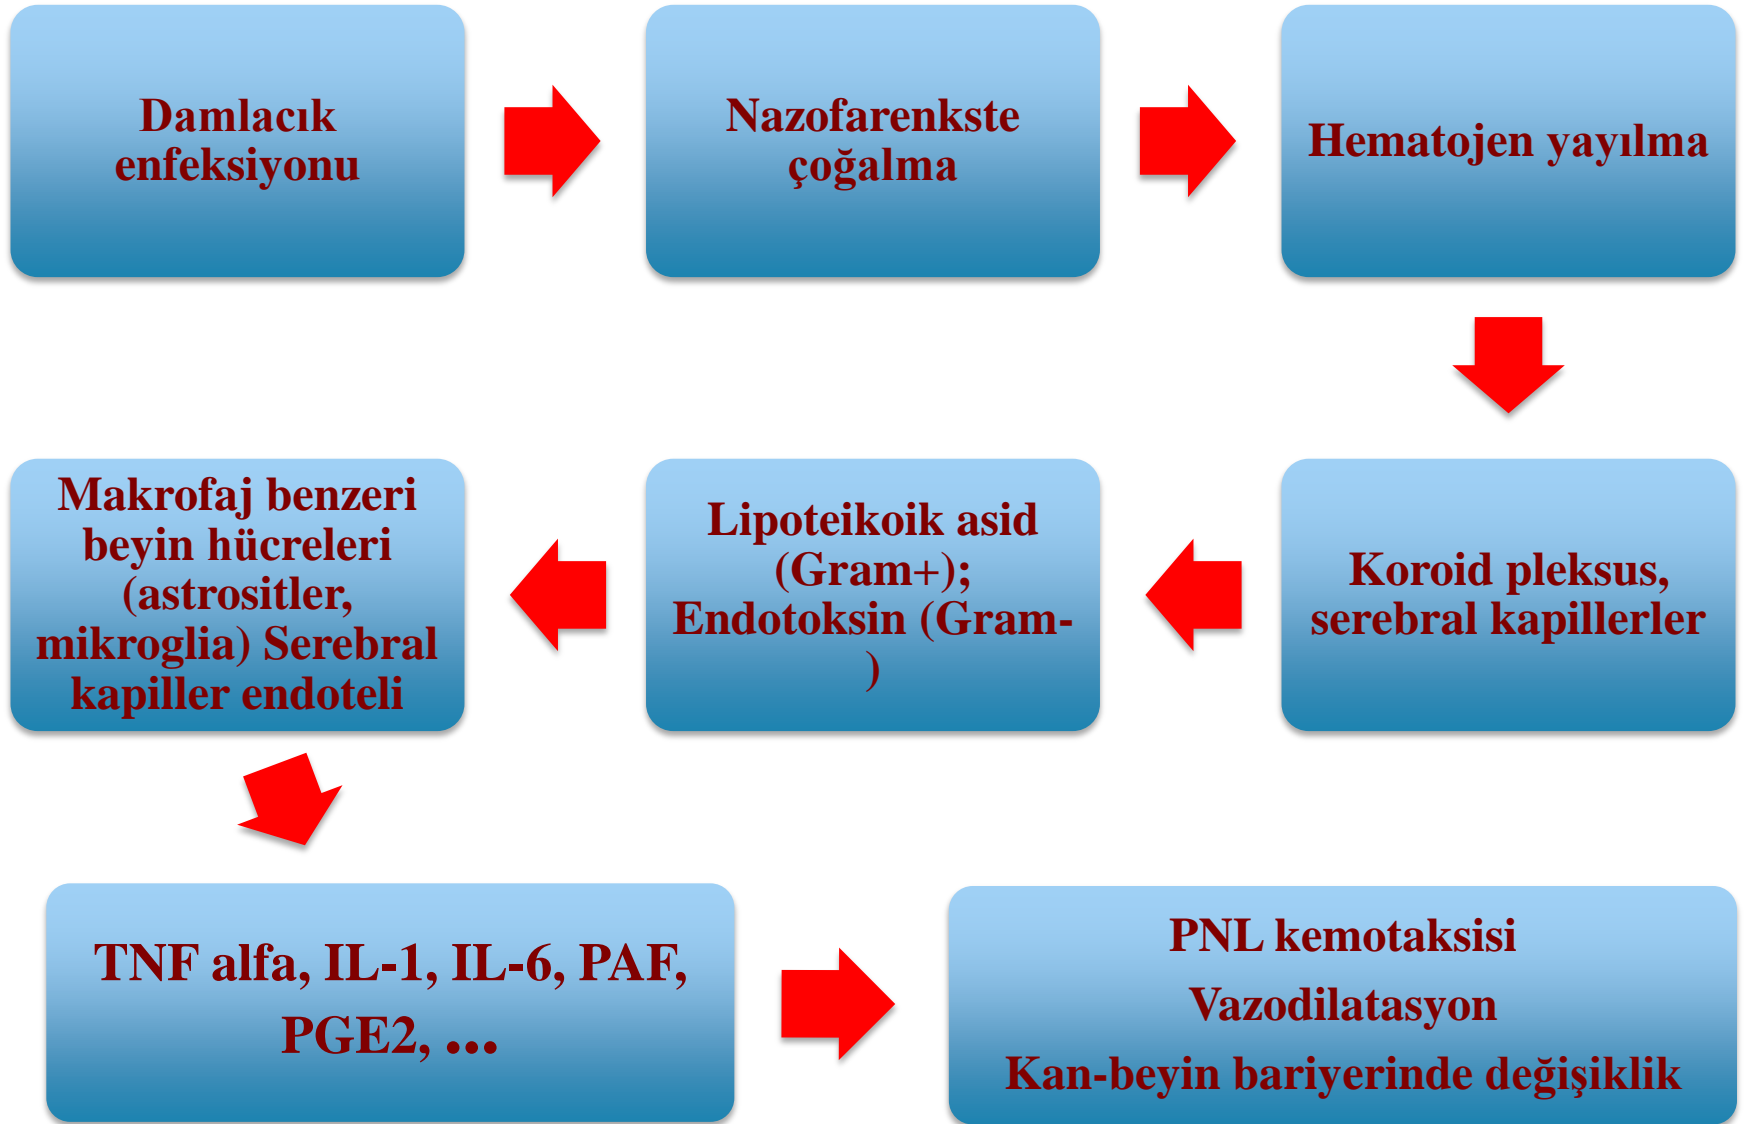 Damlacık
enfeksiyonu
Nazofarenkste
çoğalma
Hematojen yayılma
Koroid pleksus,
serebral kapillerler
Lipoteikoik asid
(Gram+);
Endotoksin (Gram-
)
Makrofaj benzeri
beyin hücreleri
(astrositler,
mikroglia) Serebral
kapiller endoteli
TNF alfa, IL-1, IL-6, PAF,
PGE2, ...
PNL kemotaksisi
Vazodilatasyon
Kan-beyin bariyerinde değişiklik